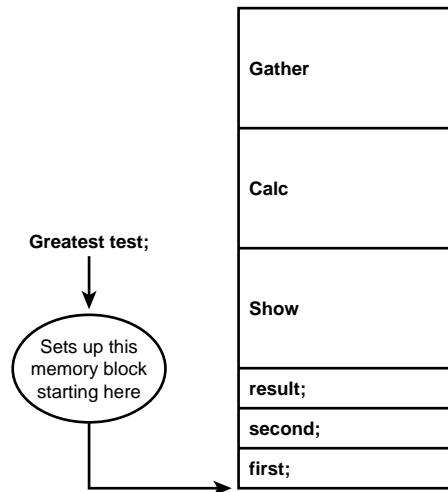 Gather
Calc
Greatest test;
Show
Sets up this
memory block
starting here
result;
second;
first;